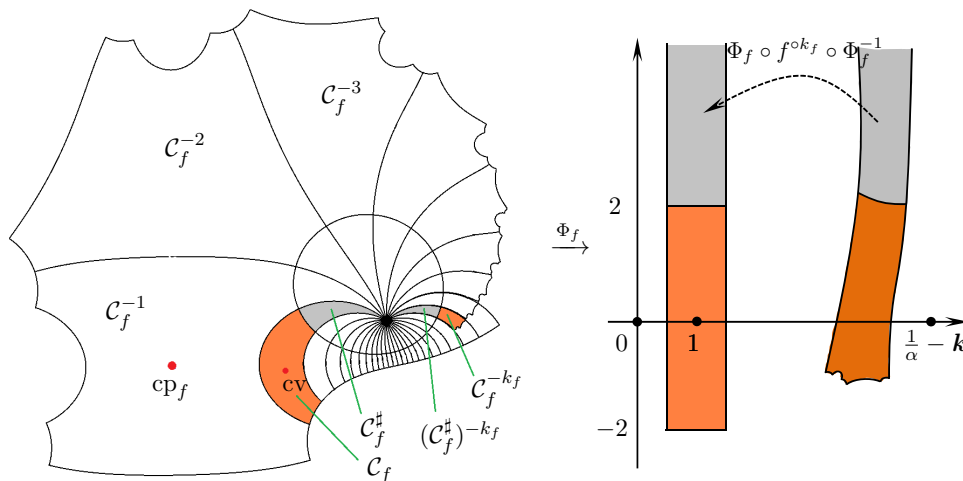 𝒞_f^{-3}
𝒞_f^{-2}
𝒞_f^{-1}
cp_f
cv
𝒞_f^{-k_f}
𝒞_f^♯
(𝒞_f^♯)^{-k_f}
𝒞_f
Φ_f
⟶
Φ_f ∘ f^{∘k_f} ∘ Φ_f^{-1}
2
0
1
1/α − k
−2